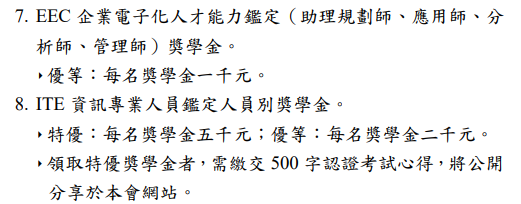 7. EEC 企業電子化人才能力鑑定（助理規劃師、應用師、分
析師、管理師）獎學金。
‣優等：每名獎學金一千元。
8. ITE 資訊專業人員鑑定人員別獎學金。
‣特優：每名獎學金五千元；優等：每名獎學金二千元。
‣領取特優獎學金者，需繳交 500 字認證考試心得，將公開
分享於本會網站。